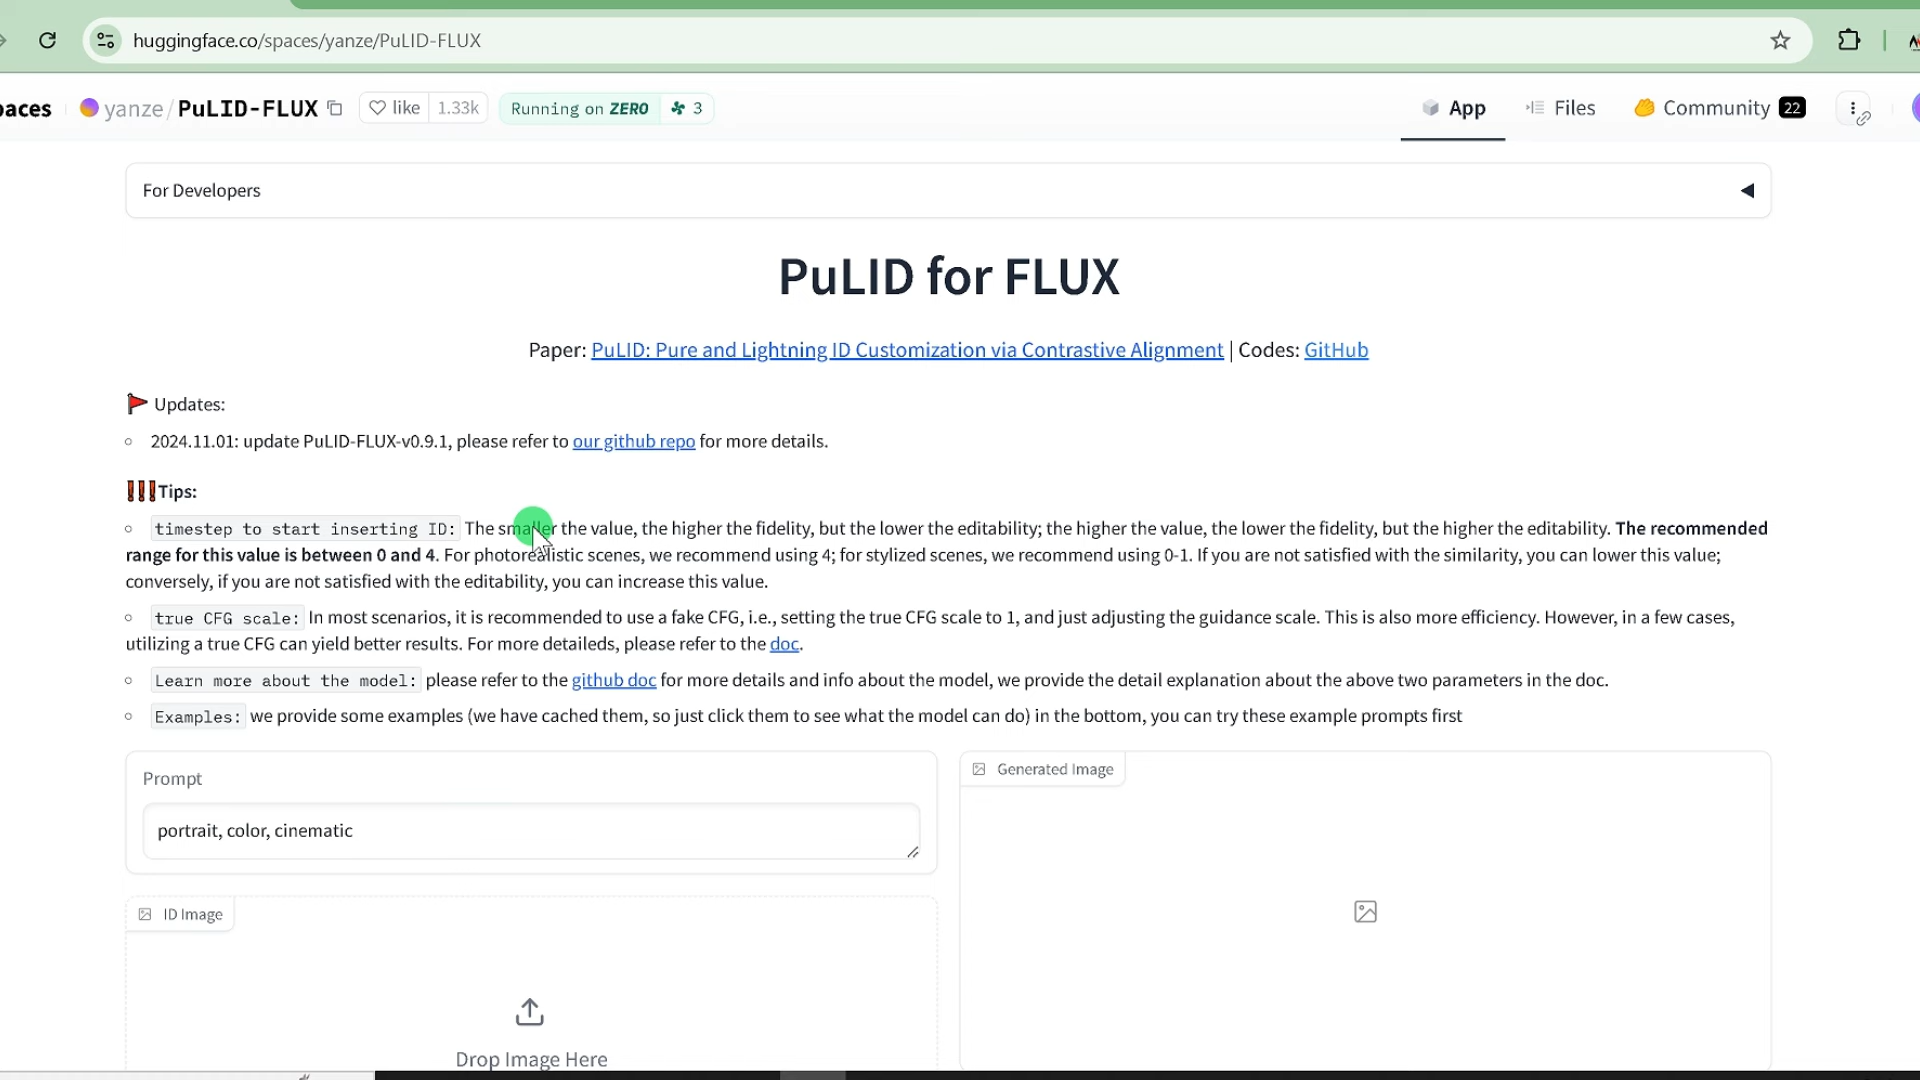 huggingface.co/spaces/yanze/PuLID-FLUX
paces yanze/PuLID-FLUX like 1.33k Running on ZERO 3 App Files Community 22
For Developers
PuLID for FLUX
Paper: PuLID: Pure and Lightning ID Customization via Contrastive Alignment | Codes: GitHub
🚩 Updates:
2024.11.01: update PuLID-FLUX-v0.9.1, please refer to our github repo for more details.
❗❗❗Tips:
timestep to start inserting ID: The smaller the value, the higher the fidelity, but the lower the editability; the higher the value, the lower the fidelity, but the higher the editability. The recommended
range for this value is between 0 and 4. For photorealistic scenes, we recommend using 4; for stylized scenes, we recommend using 0-1. If you are not satisfied with the similarity, you can lower this value;
conversely, if you are not satisfied with the editability, you can increase this value.
true CFG scale: In most scenarios, it is recommended to use a fake CFG, i.e., setting the true CFG scale to 1, and just adjusting the guidance scale. This is also more efficiency. However, in a few cases,
utilizing a true CFG can yield better results. For more detaileds, please refer to the doc.
Learn more about the model: please refer to the github doc for more details and info about the model, we provide the detail explanation about the above two parameters in the doc.
Examples: we provide some examples (we have cached them, so just click them to see what the model can do) in the bottom, you can try these example prompts first
Prompt
portrait, color, cinematic
Generated Image
ID Image
Drop Image Here